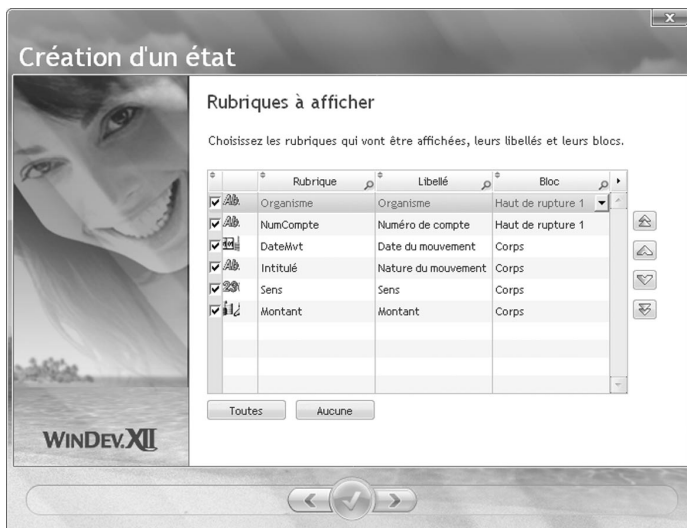 Création d'un état
Rubriques à afficher
Choisissez les rubriques qui vont être affichées, leurs libellés et leurs blocs.
Rubrique Libellé Bloc
Organisme Organisme Haut de rupture 1
NumCompte Numéro de compte Haut de rupture 1
DateMvt Date du mouvement Corps
Intitulé Nature du mouvement Corps
Sens Sens Corps
Montant Montant Corps
Toutes Aucune
WINDEV.XII